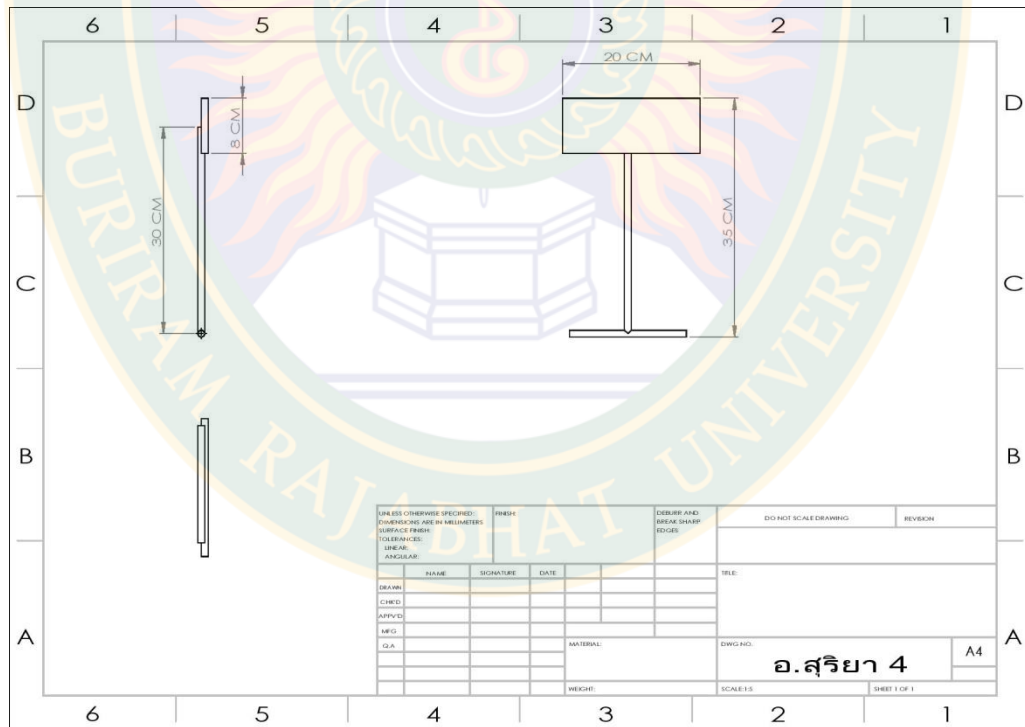 6 5 4 3 2 1
20 CM
D D
8 CM
30 CM
35 CM
C C
B B
BURIRAM RAJABHAT UNIVERSITY
UNLESS OTHERWISE SPECIFIED:
DIMENSIONS ARE IN MILLIMETERS
SURFACE FINISH:
TOLERANCES:
LINEAR:
ANGULAR:
FINISH:
DEBURR AND
BREAK SHARP
EDGES
DO NOT SCALE DRAWING
REVISION
NAME SIGNATURE DATE
TITLE:
DRAWN
CHK'D
APPV'D
MFG
Q.A
MATERIAL:
DWG NO.
อ.สุริยา 4
A4
A A
WEIGHT:
SCALE:1:5
SHEET 1 OF 1
6 5 4 3 2 1